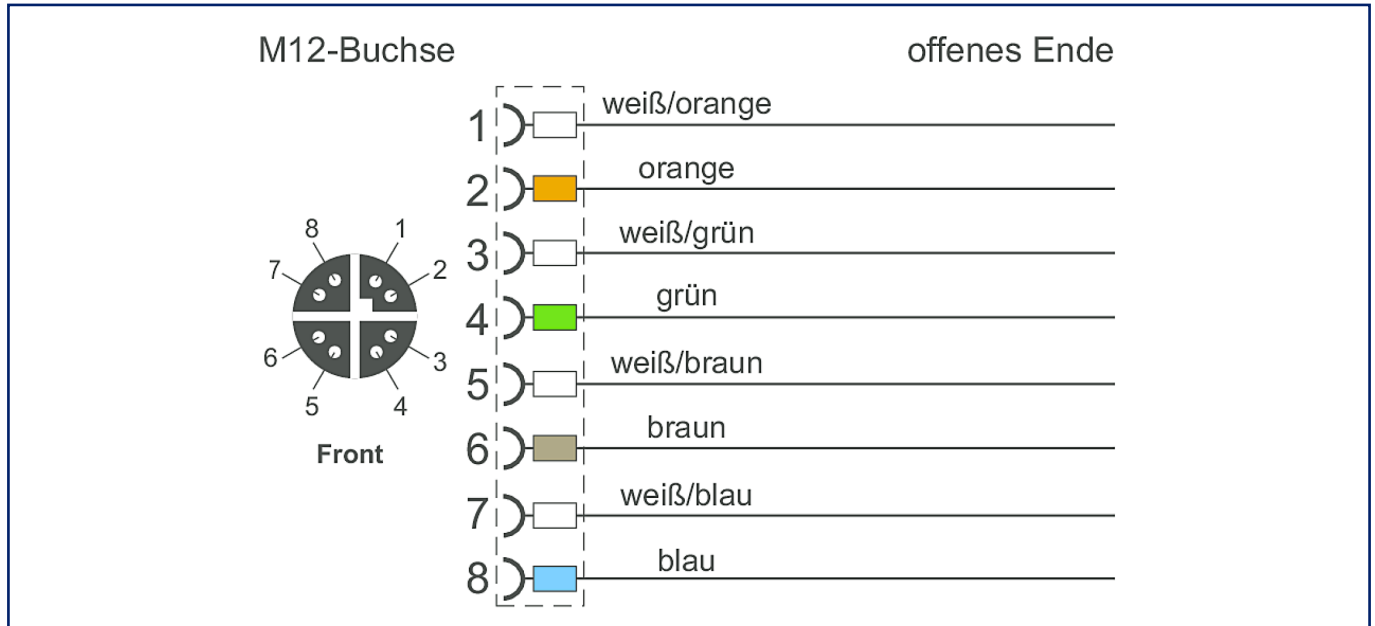 M12-Buchse offenes Ende
1 weiß/orange
2 orange
3 weiß/grün
4 grün
5 weiß/braun
6 braun
7 weiß/blau
8 blau
8 1
7 2
6 3
5 4
Front